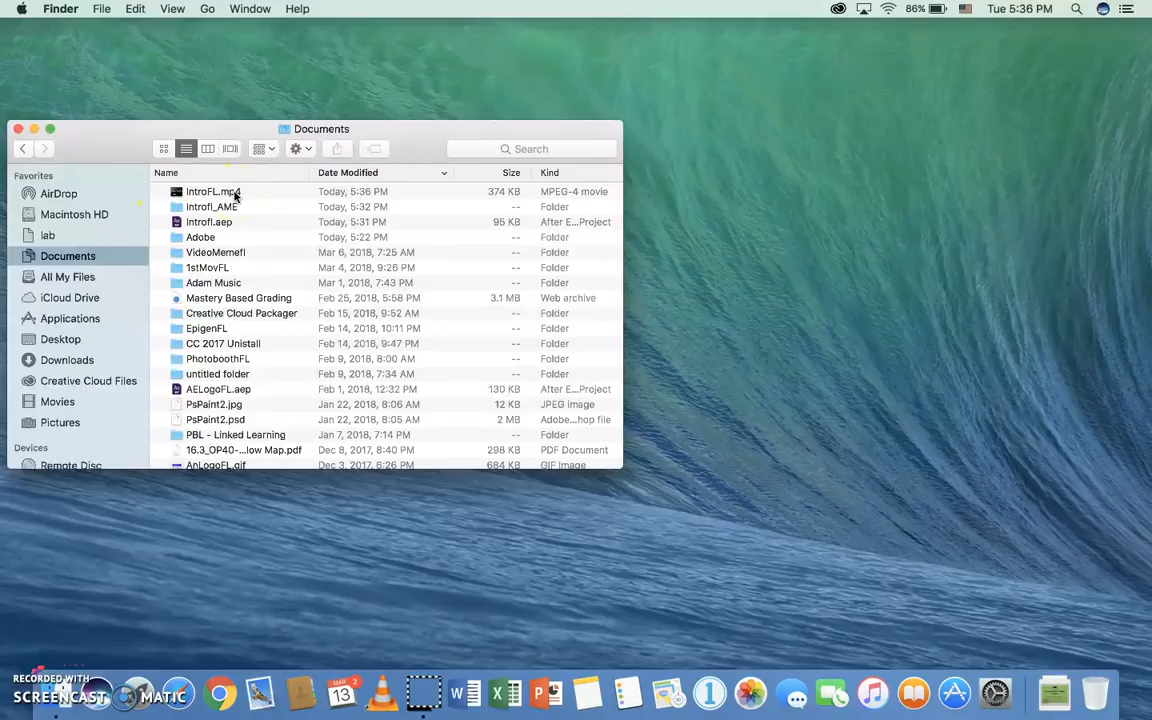 Finder File Edit View Go Window Help 86% Tue 5:36 PM
Documents
Search
Name Date Modified Size Kind
Favorites
AirDrop
Macintosh HD
lab
Documents
All My Files
iCloud Drive
Applications
Desktop
Downloads
Creative Cloud Files
Movies
Pictures
Devices
Remote Disc
IntroFL.mp4 Today, 5:36 PM 374 KB MPEG-4 movie
Introfl_AME Today, 5:32 PM -- Folder
Introfl.aep Today, 5:31 PM 95 KB After E...Project
Adobe Today, 5:22 PM -- Folder
VideoMemefl Mar 6, 2018, 7:25 AM -- Folder
1stMovFL Mar 4, 2018, 9:26 PM -- Folder
Adam Music Mar 1, 2018, 7:43 PM -- Folder
Mastery Based Grading Feb 25, 2018, 5:58 PM 3.1 MB Web archive
Creative Cloud Packager Feb 15, 2018, 9:52 AM -- Folder
EpigenFL Feb 14, 2018, 10:11 PM -- Folder
CC 2017 Unistall Feb 14, 2018, 9:47 PM -- Folder
PhotoboothFL Feb 9, 2018, 8:00 AM -- Folder
untitled folder Feb 9, 2018, 7:34 AM -- Folder
AELogoFL.aep Feb 1, 2018, 12:32 PM 130 KB After E...Project
PsPaint2.jpg Jan 22, 2018, 8:06 AM 12 KB JPEG image
PsPaint2.psd Jan 22, 2018, 8:05 AM 2 MB Adobe...hop file
PBL - Linked Learning Jan 7, 2018, 7:14 PM -- Folder
16.3_OP40-...low Map.pdf Dec 8, 2017, 8:40 PM 298 KB PDF Document
AnLogoFL.gif Dec 3, 2017, 6:26 PM 684 KB GIF Image
RECORDED WITH
SCREENCAST MATIC
MAR 2
13
W X P 1